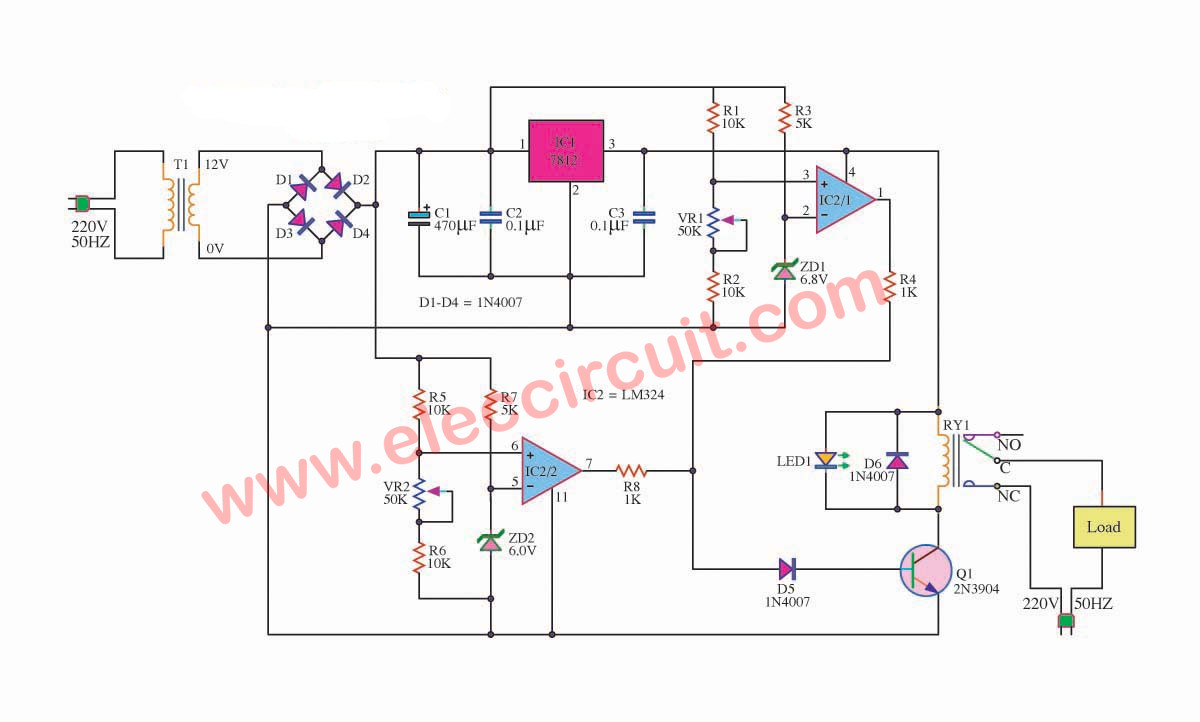 T1
12V
0V
220V
50HZ
D1
D2
D3
D4
1
IC1
7812
3
2
C1
470µF
+
C2
0.1µF
C3
0.1µF
D1-D4 = 1N4007
R1
10K
R3
5K
VR1
50K
R2
10K
ZD1
6.8V
3
+
2
−
IC2/1
4
1
R4
1K
www.eleccircuit.com
IC2 = LM324
R5
10K
R7
5K
VR2
50K
R6
10K
ZD2
6.0V
6
+
5
−
IC2/2
7
11
R8
1K
LED1
D6
1N4007
RY1
NO
C
NC
Load
D5
1N4007
Q1
2N3904
220V
50HZ